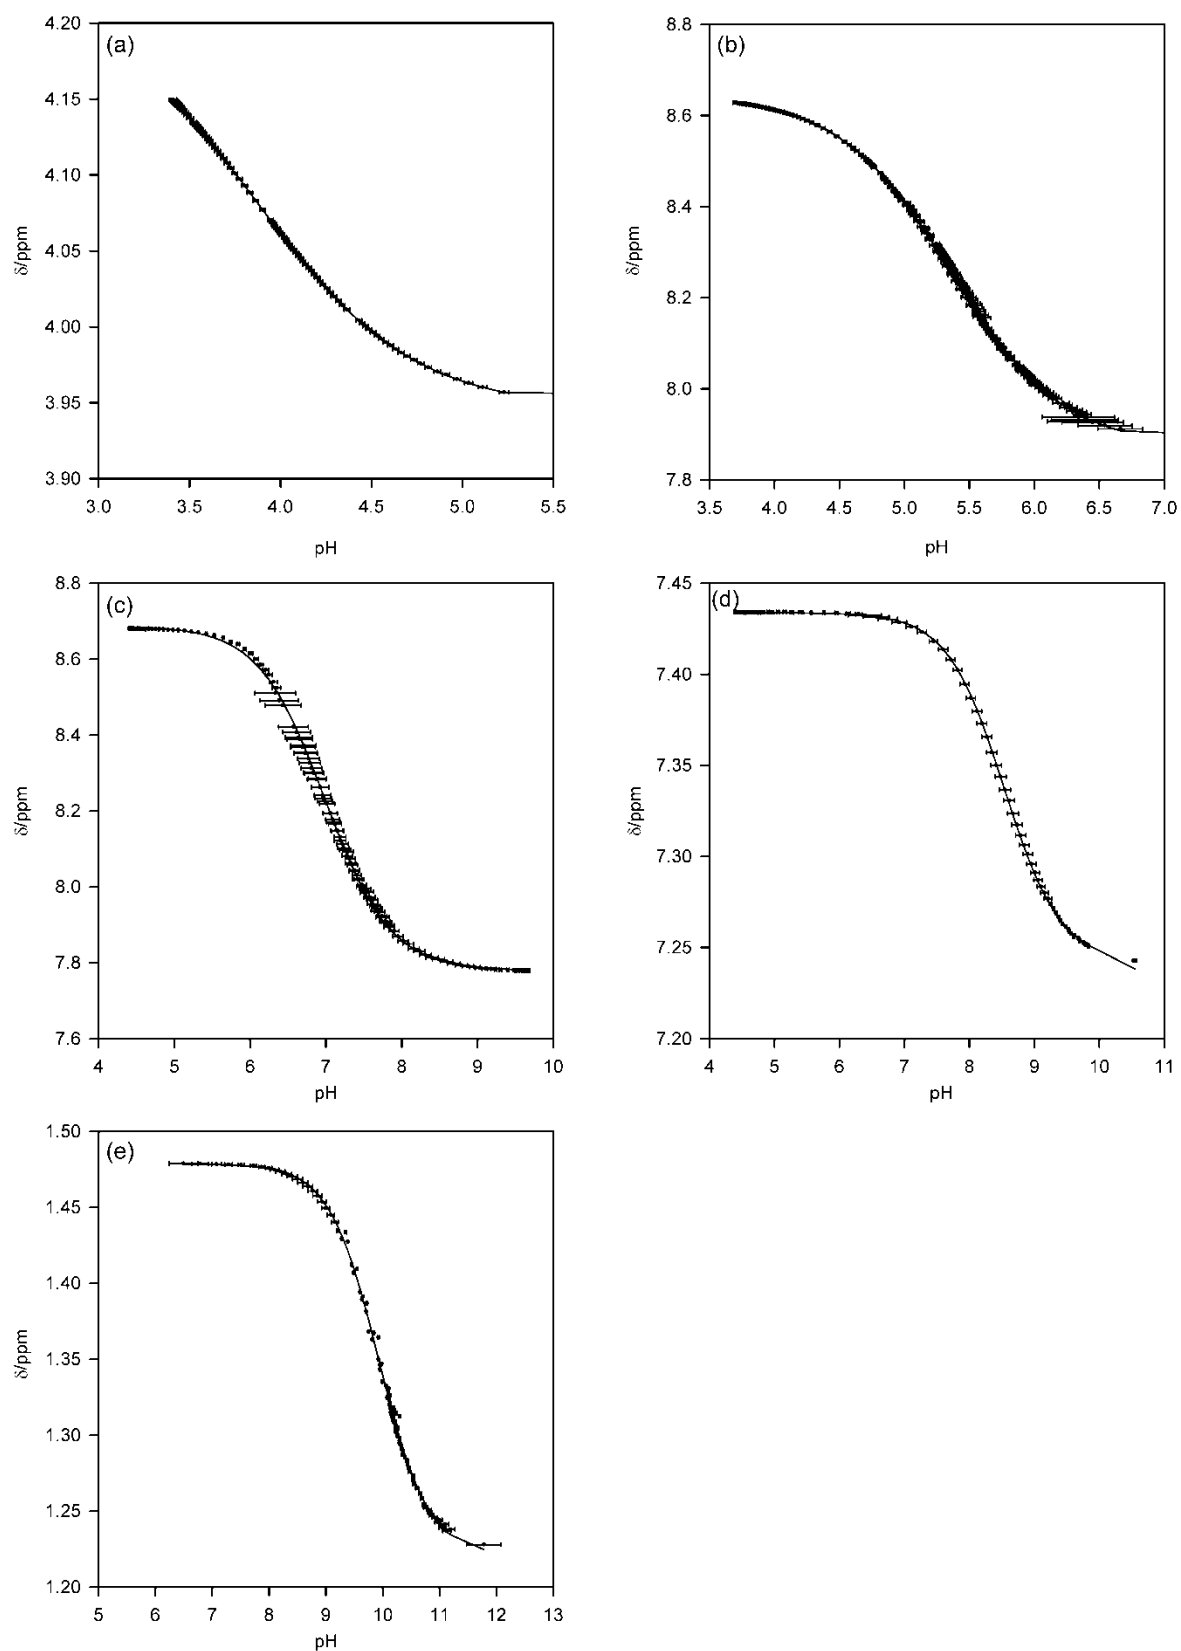 (a)
4.20
4.15
4.10
4.05
4.00
3.95
3.90
δ/ppm
3.0 3.5 4.0 4.5 5.0 5.5
pH
(b)
8.8
8.6
8.4
8.2
8.0
7.8
δ/ppm
3.5 4.0 4.5 5.0 5.5 6.0 6.5 7.0
pH
(c)
8.8
8.6
8.4
8.2
8.0
7.8
7.6
δ/ppm
4 5 6 7 8 9 10
pH
(d)
7.45
7.40
7.35
7.30
7.25
7.20
δ/ppm
4 5 6 7 8 9 10 11
pH
(e)
1.50
1.45
1.40
1.35
1.30
1.25
1.20
δ/ppm
5 6 7 8 9 10 11 12 13
pH